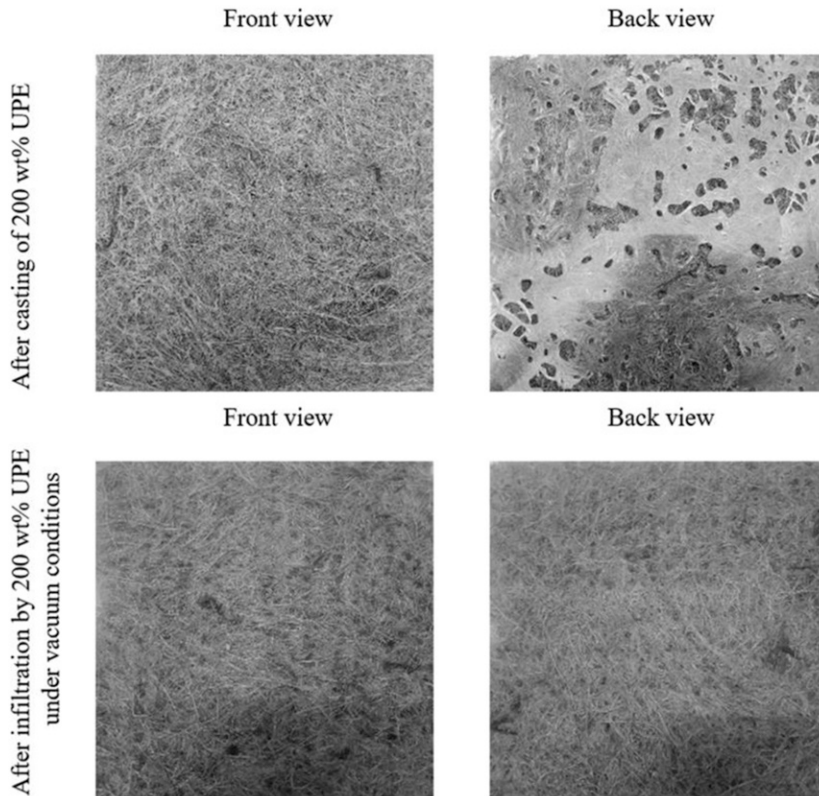 Front view
Back view
After casting of 200 wt% UPE
Front view
Back view
After infiltration by 200 wt% UPE
under vacuum conditions